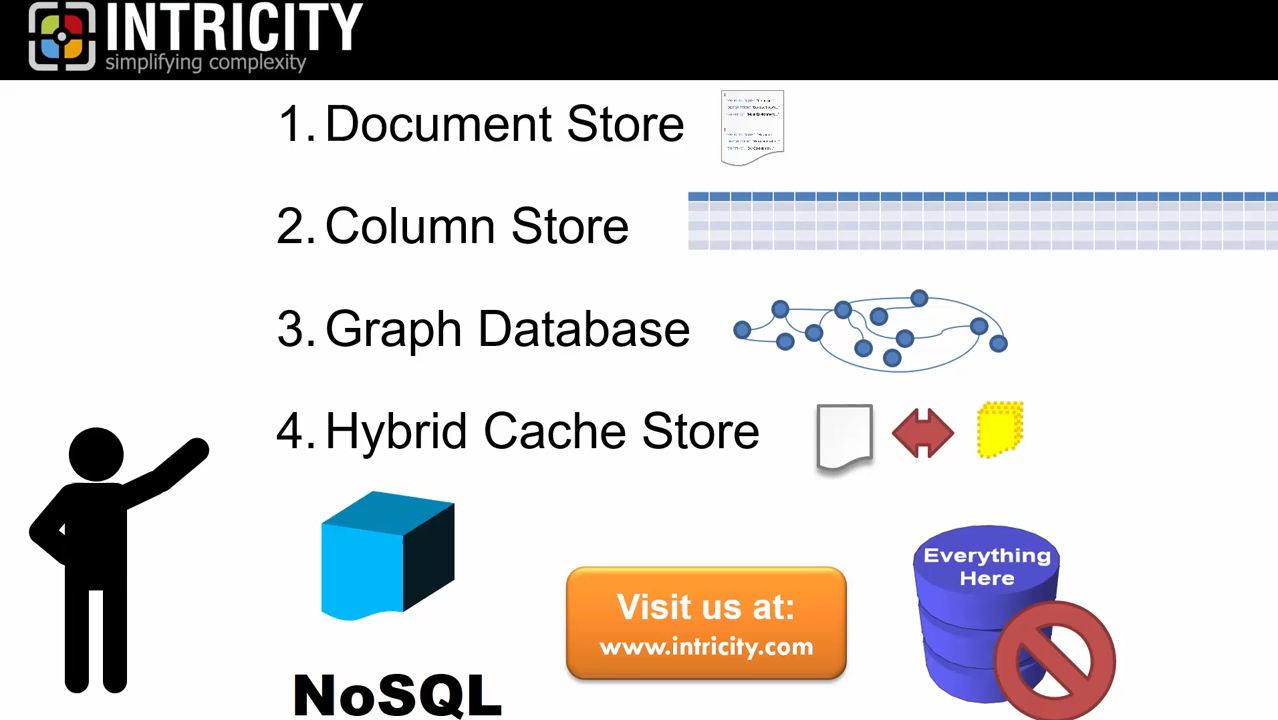 INTRICITY
simplifying complexity
1. Document Store
2. Column Store
3. Graph Database
4. Hybrid Cache Store
Everything
Here
Visit us at:
www.intricity.com
NoSQL